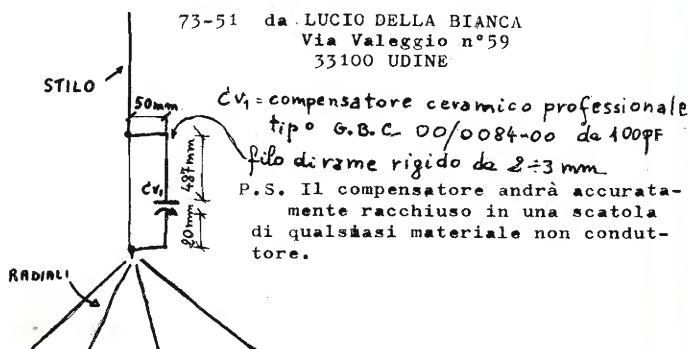 73-51 da LUCIO DELLA BIANCA
Via Valeggio n°59
33100 UDINE
STILO
50mm
Cv₁ = compensatore ceramico professionale
tipo G.B.C. 00/0084-00 da 100PF
filo di rame rigido da 2÷3 mm
487mm
Cv₁
20mm
P.S. Il compensatore andrà accurata-
mente racchiuso in una scatola
di qualsiasi materiale non condut-
tore.
RADIALI